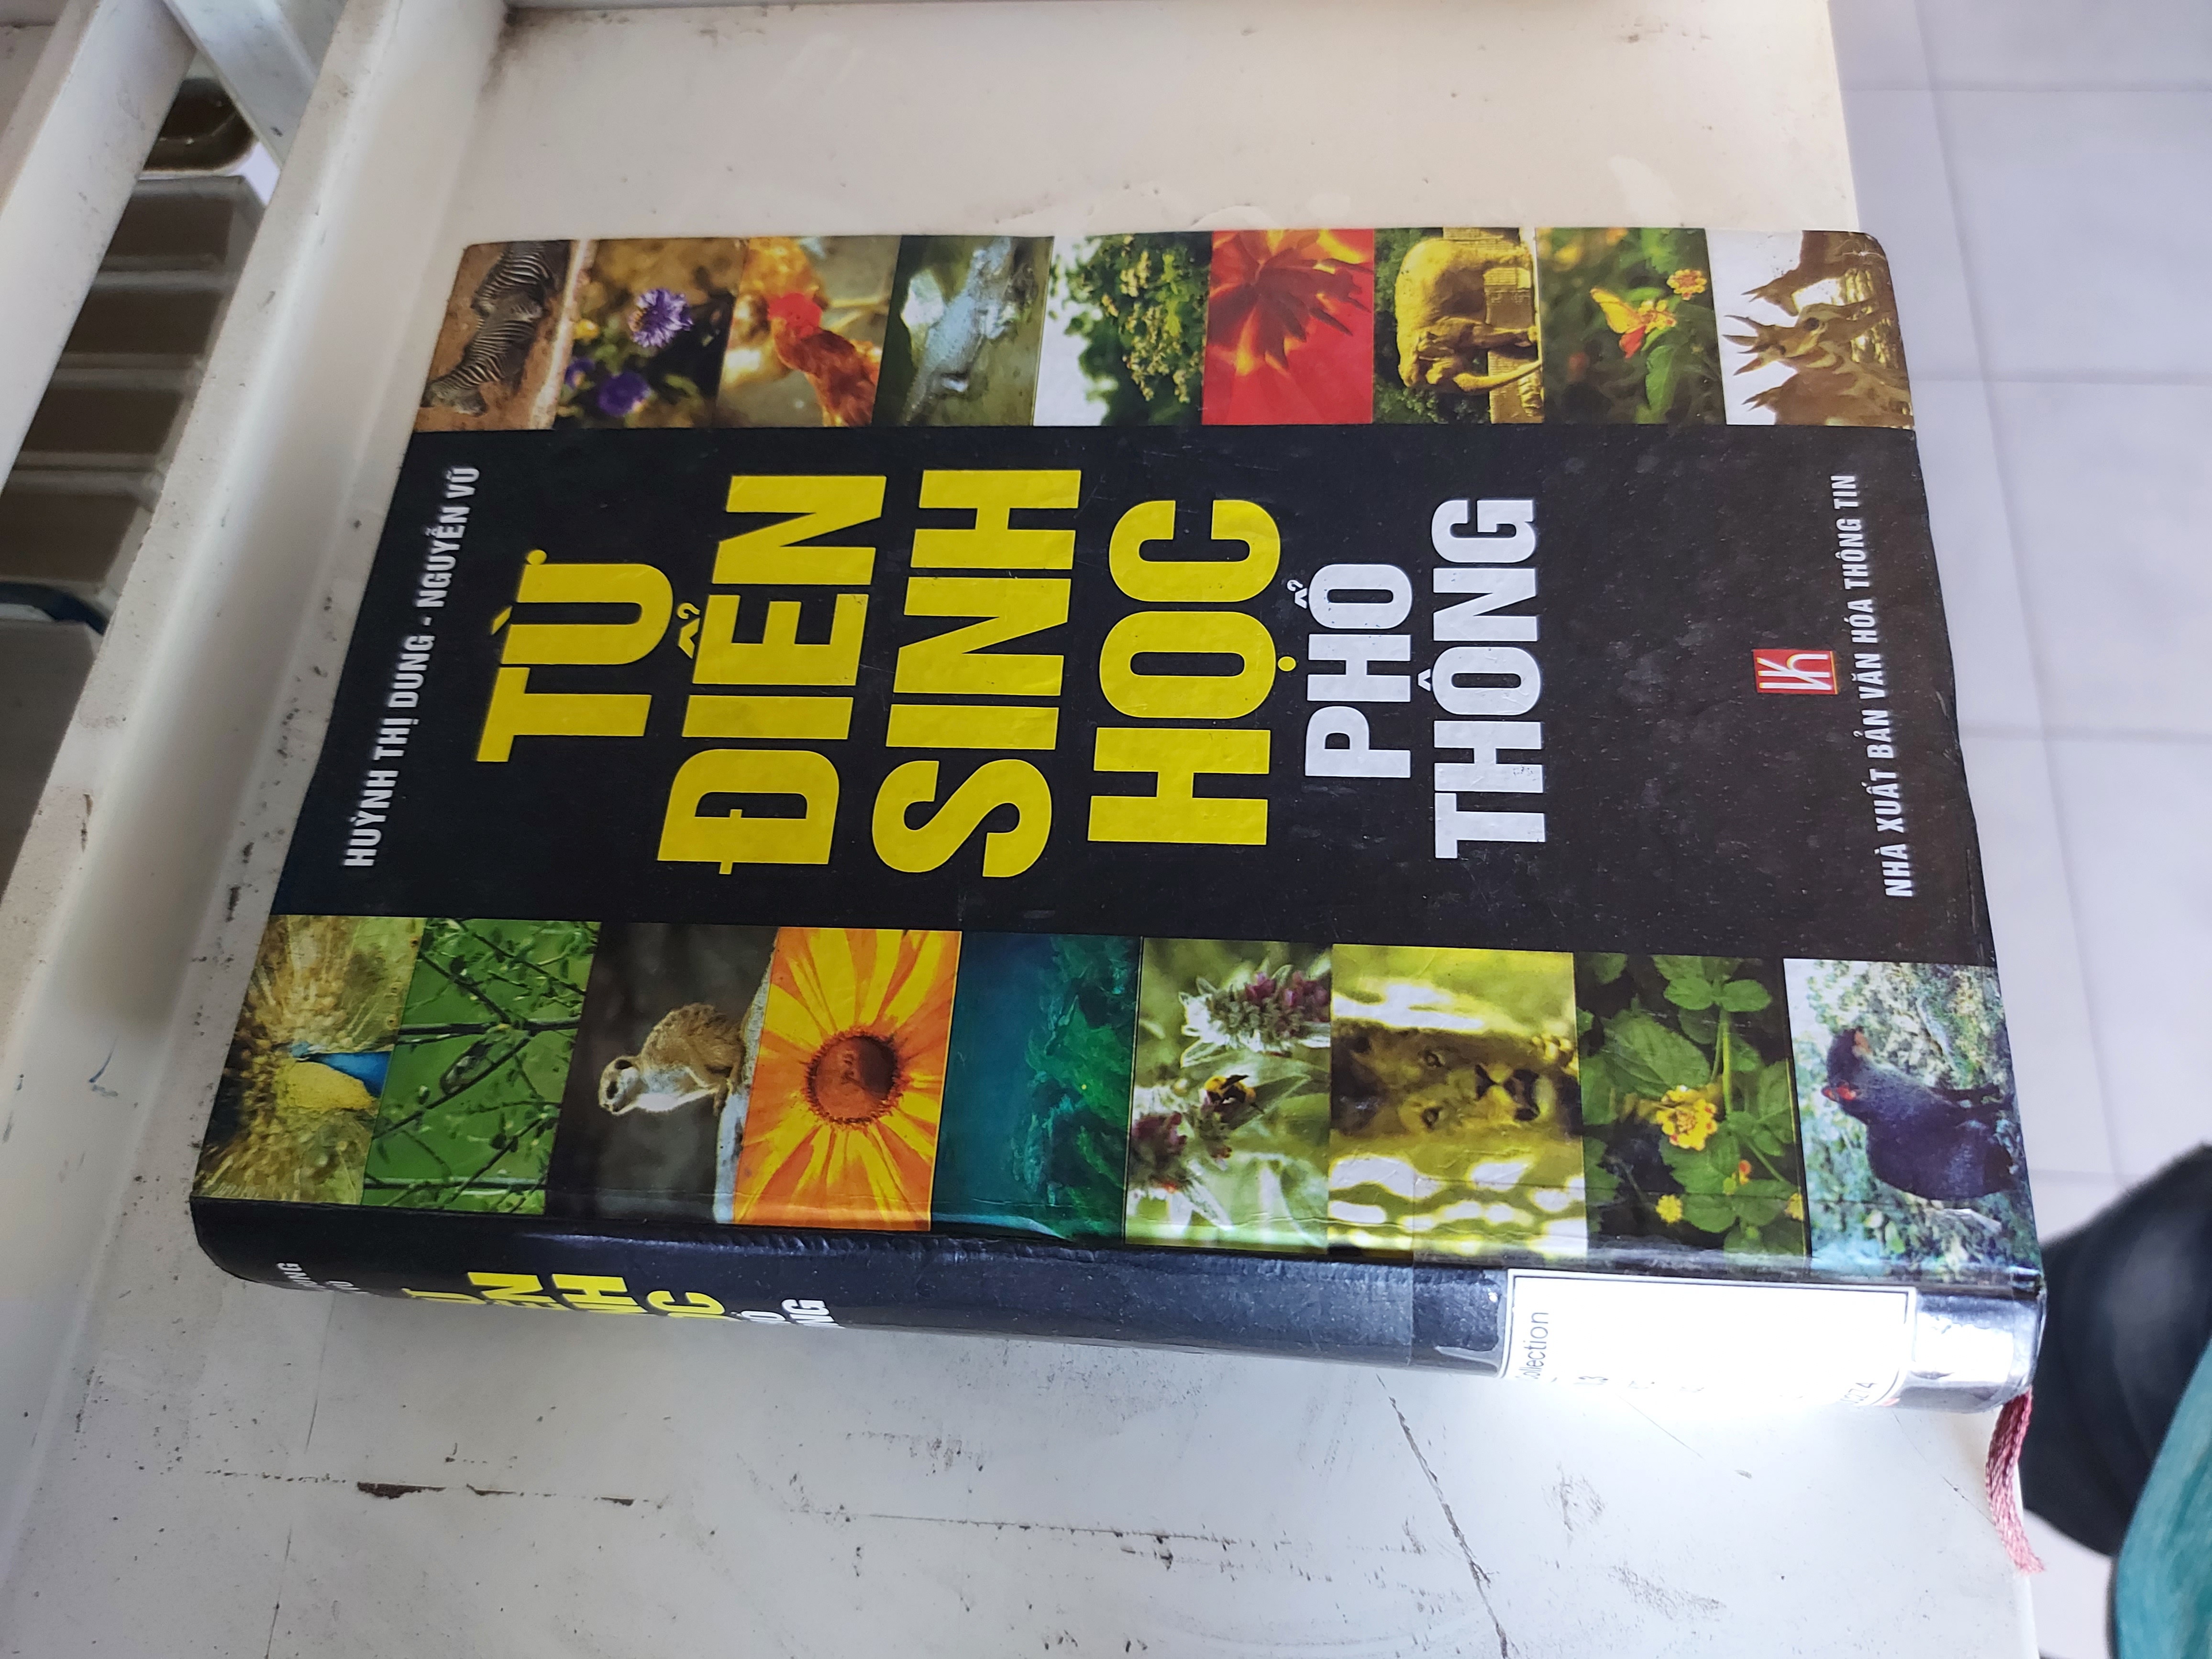 HUỲNH THỊ DUNG - NGUYỄN VŨ
TỪ
ĐIỂN
SINH
HỌC
PHỔ
THÔNG
NHÀ XUẤT BẢN VĂN HÓA THÔNG TIN
Collection